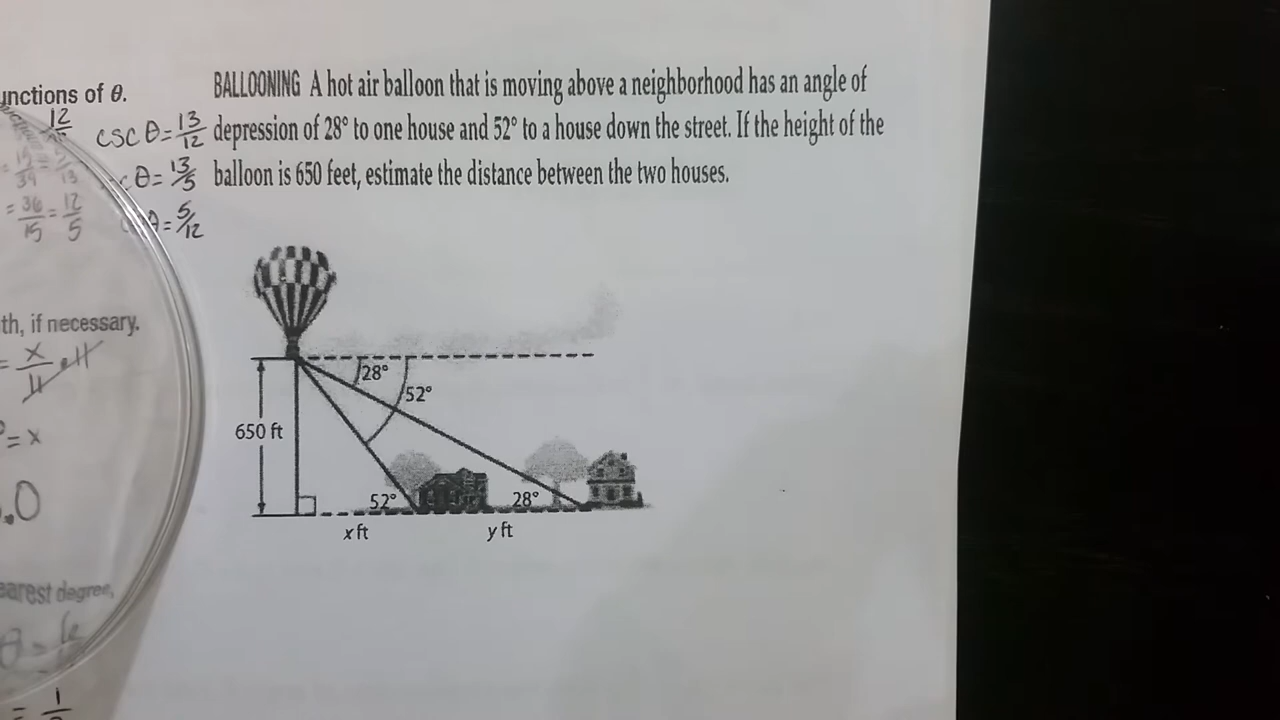 unctions of θ.
csc θ = 13/12
θ = 13/5
θ = 5/12
= 36/15 = 12/5
BALLOONING A hot air balloon that is moving above a neighborhood has an angle of
depression of 28° to one house and 52° to a house down the street. If the height of the
balloon is 650 feet, estimate the distance between the two houses.
28°
52°
650 ft
52°
28°
x ft
y ft
th, if necessary.
= x/11 · 11
= x
.0
earest degree,